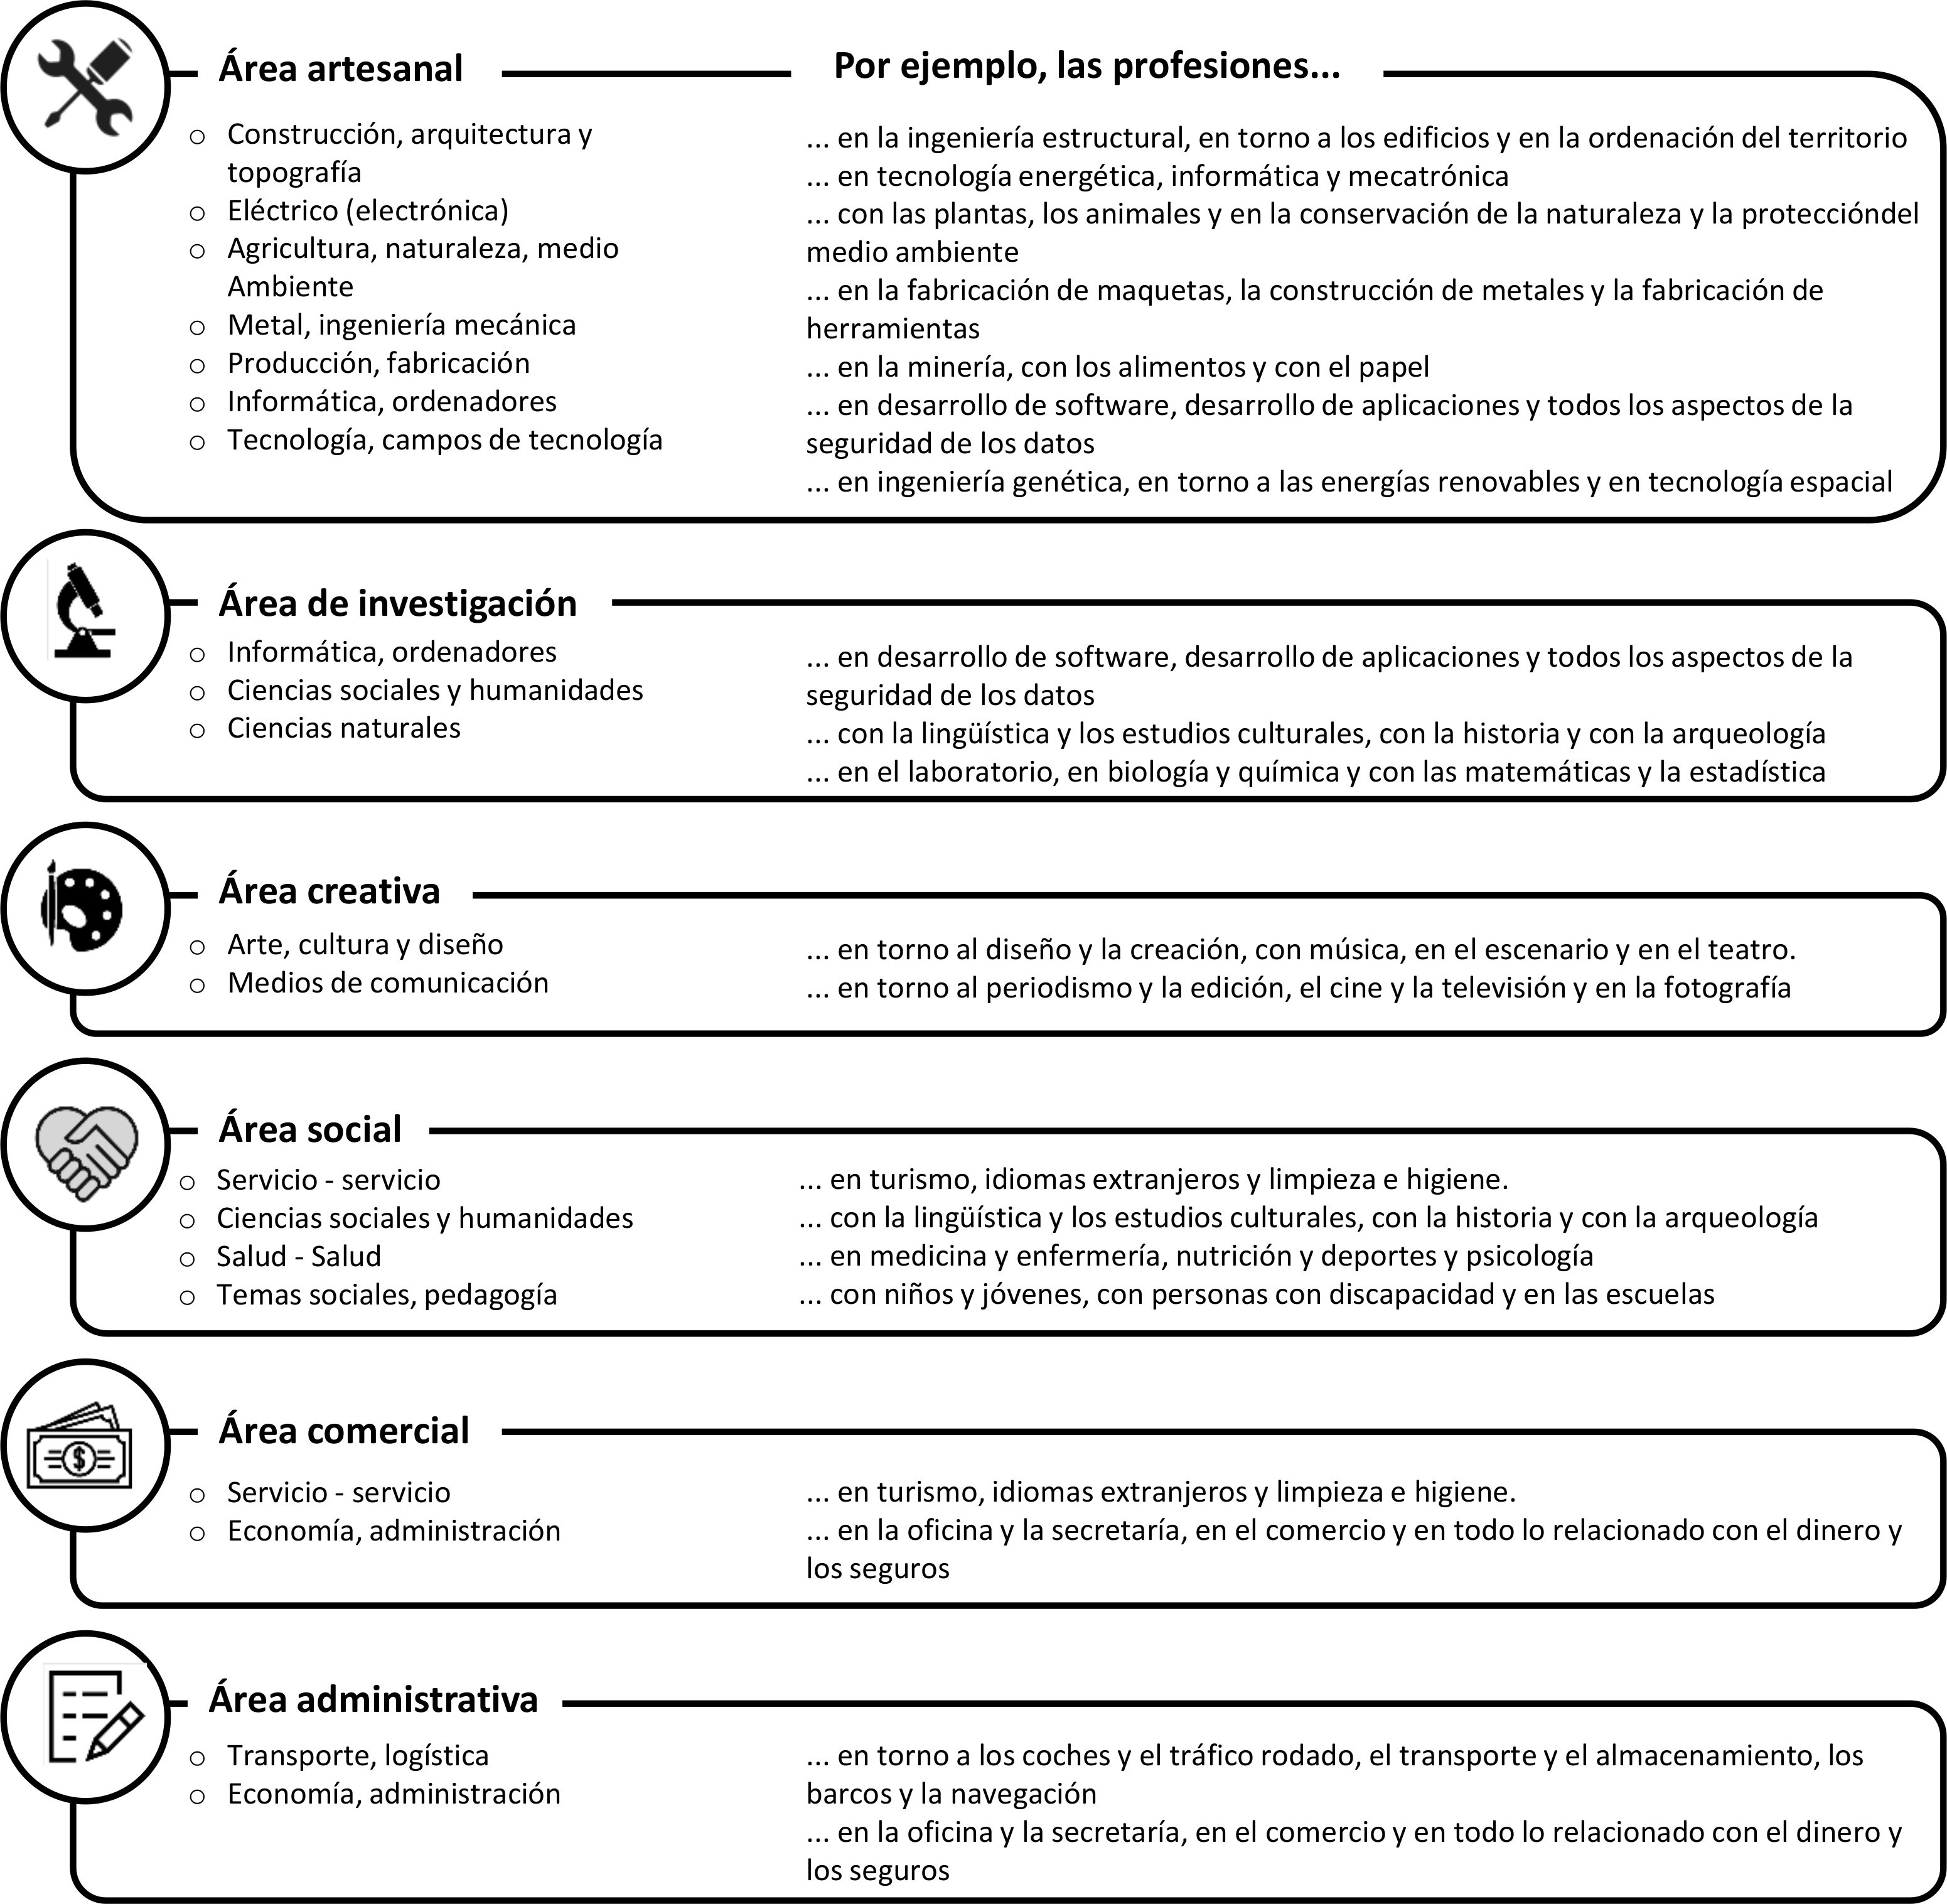 Área artesanal
Por ejemplo, las profesiones...
o Construcción, arquitectura y
topografía
o Eléctrico (electrónica)
o Agricultura, naturaleza, medio
Ambiente
o Metal, ingeniería mecánica
o Producción, fabricación
o Informática, ordenadores
o Tecnología, campos de tecnología
... en la ingeniería estructural, en torno a los edificios y en la ordenación del territorio
... en tecnología energética, informática y mecatrónica
... con las plantas, los animales y en la conservación de la naturaleza y la proteccióndel
medio ambiente
... en la fabricación de maquetas, la construcción de metales y la fabricación de
herramientas
... en la minería, con los alimentos y con el papel
... en desarrollo de software, desarrollo de aplicaciones y todos los aspectos de la
seguridad de los datos
... en ingeniería genética, en torno a las energías renovables y en tecnología espacial
Área de investigación
o Informática, ordenadores
o Ciencias sociales y humanidades
o Ciencias naturales
... en desarrollo de software, desarrollo de aplicaciones y todos los aspectos de la
seguridad de los datos
... con la lingüística y los estudios culturales, con la historia y con la arqueología
... en el laboratorio, en biología y química y con las matemáticas y la estadística
Área creativa
o Arte, cultura y diseño
o Medios de comunicación
... en torno al diseño y la creación, con música, en el escenario y en el teatro.
... en torno al periodismo y la edición, el cine y la televisión y en la fotografía
Área social
o Servicio - servicio
o Ciencias sociales y humanidades
o Salud - Salud
o Temas sociales, pedagogía
... en turismo, idiomas extranjeros y limpieza e higiene.
... con la lingüística y los estudios culturales, con la historia y con la arqueología
... en medicina y enfermería, nutrición y deportes y psicología
... con niños y jóvenes, con personas con discapacidad y en las escuelas
$
Área comercial
o Servicio - servicio
o Economía, administración
... en turismo, idiomas extranjeros y limpieza e higiene.
... en la oficina y la secretaría, en el comercio y en todo lo relacionado con el dinero y
los seguros
Área administrativa
o Transporte, logística
o Economía, administración
... en torno a los coches y el tráfico rodado, el transporte y el almacenamiento, los
barcos y la navegación
... en la oficina y la secretaría, en el comercio y en todo lo relacionado con el dinero y
los seguros